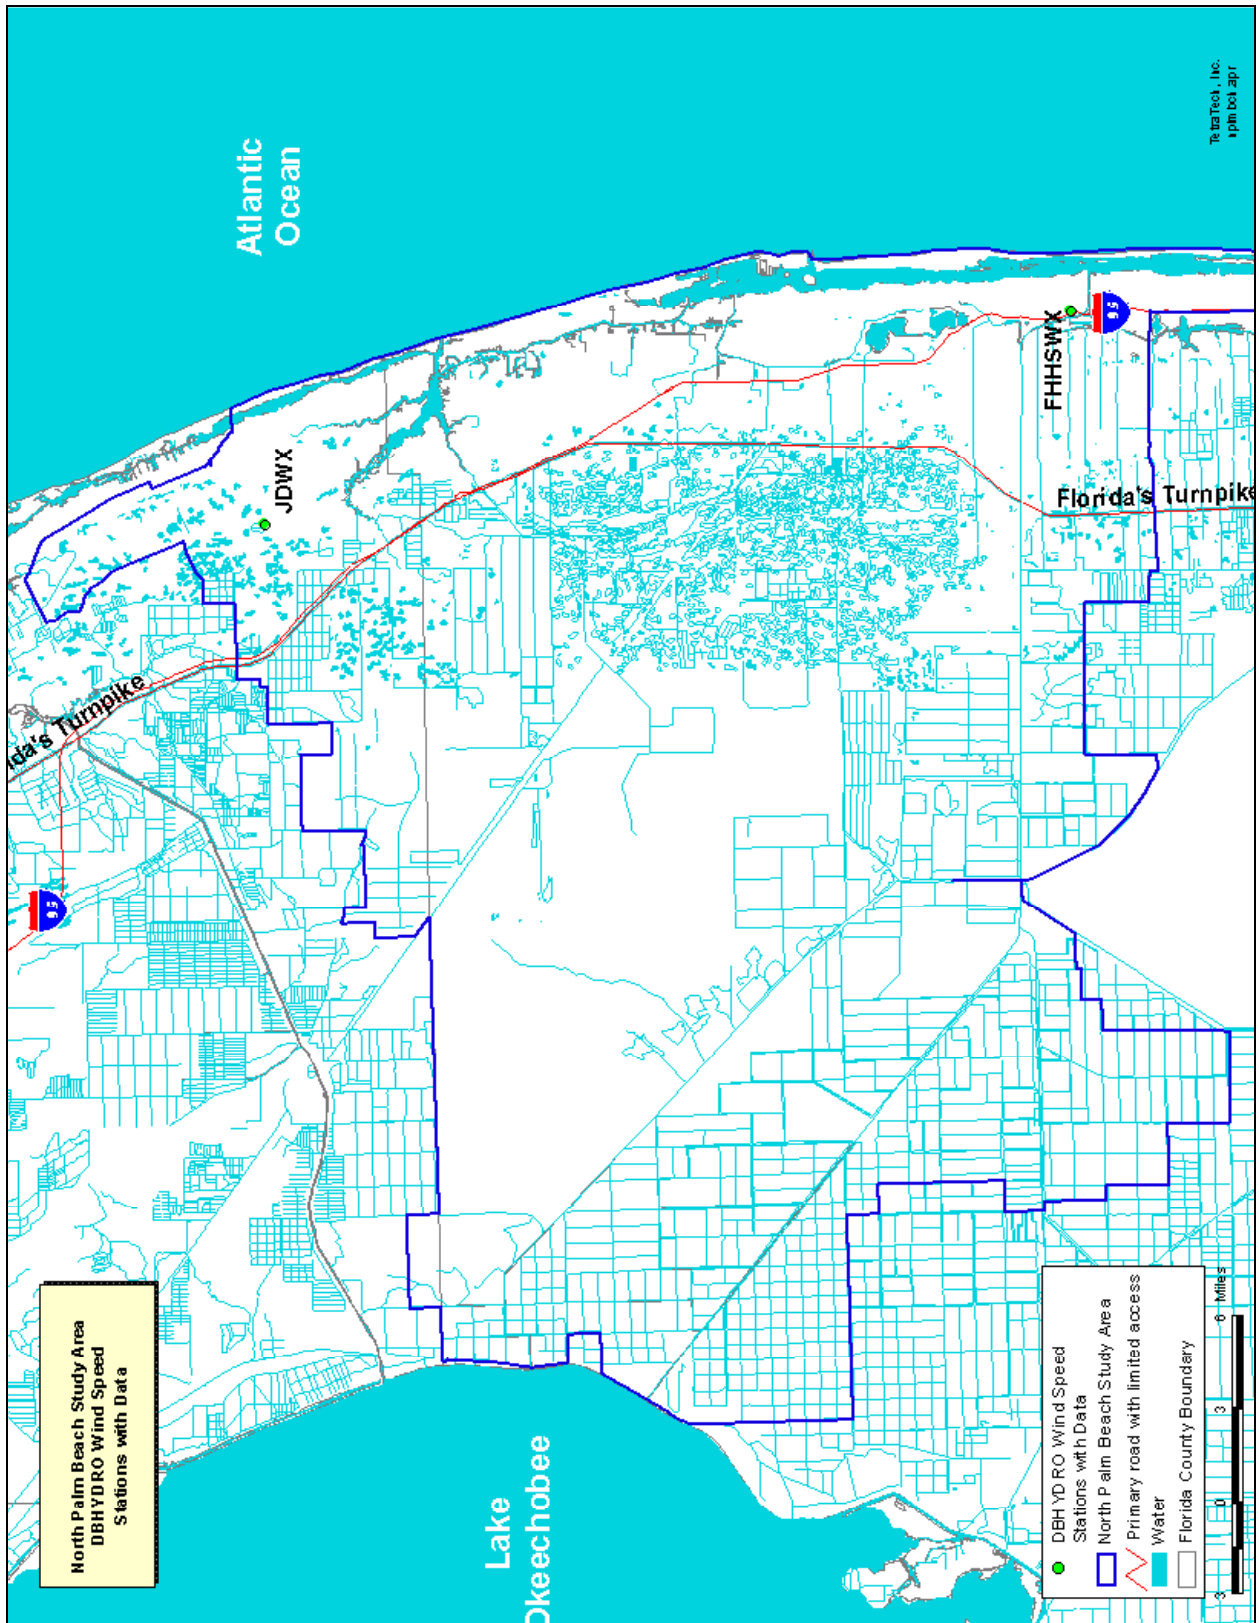 North Palm Beach Study Area
DBHYDRO Wind Speed
Stations with Data
Atlantic
Ocean
ida's Turnpike
95
JDWX
FHHSWX
95
Florida's Turnpike
Lake
Okeechobee
DBHYDRO Wind Speed
Stations with Data
North Palm Beach Study Area
Primary road with limited access
Water
Florida County Boundary
3 0 3 6 Miles
TetraTech, Inc.